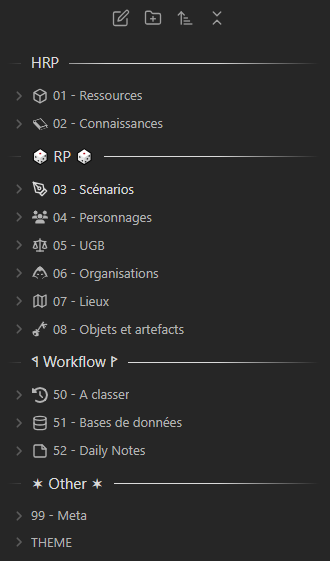 HRP
01 - Ressources
02 - Connaissances
🎲 RP 🎲
03 - Scénarios
04 - Personnages
05 - UGB
06 - Organisations
07 - Lieux
08 - Objets et artefacts
Workflow
50 - A classer
51 - Bases de données
52 - Daily Notes
✶ Other ✶
99 - Meta
THEME